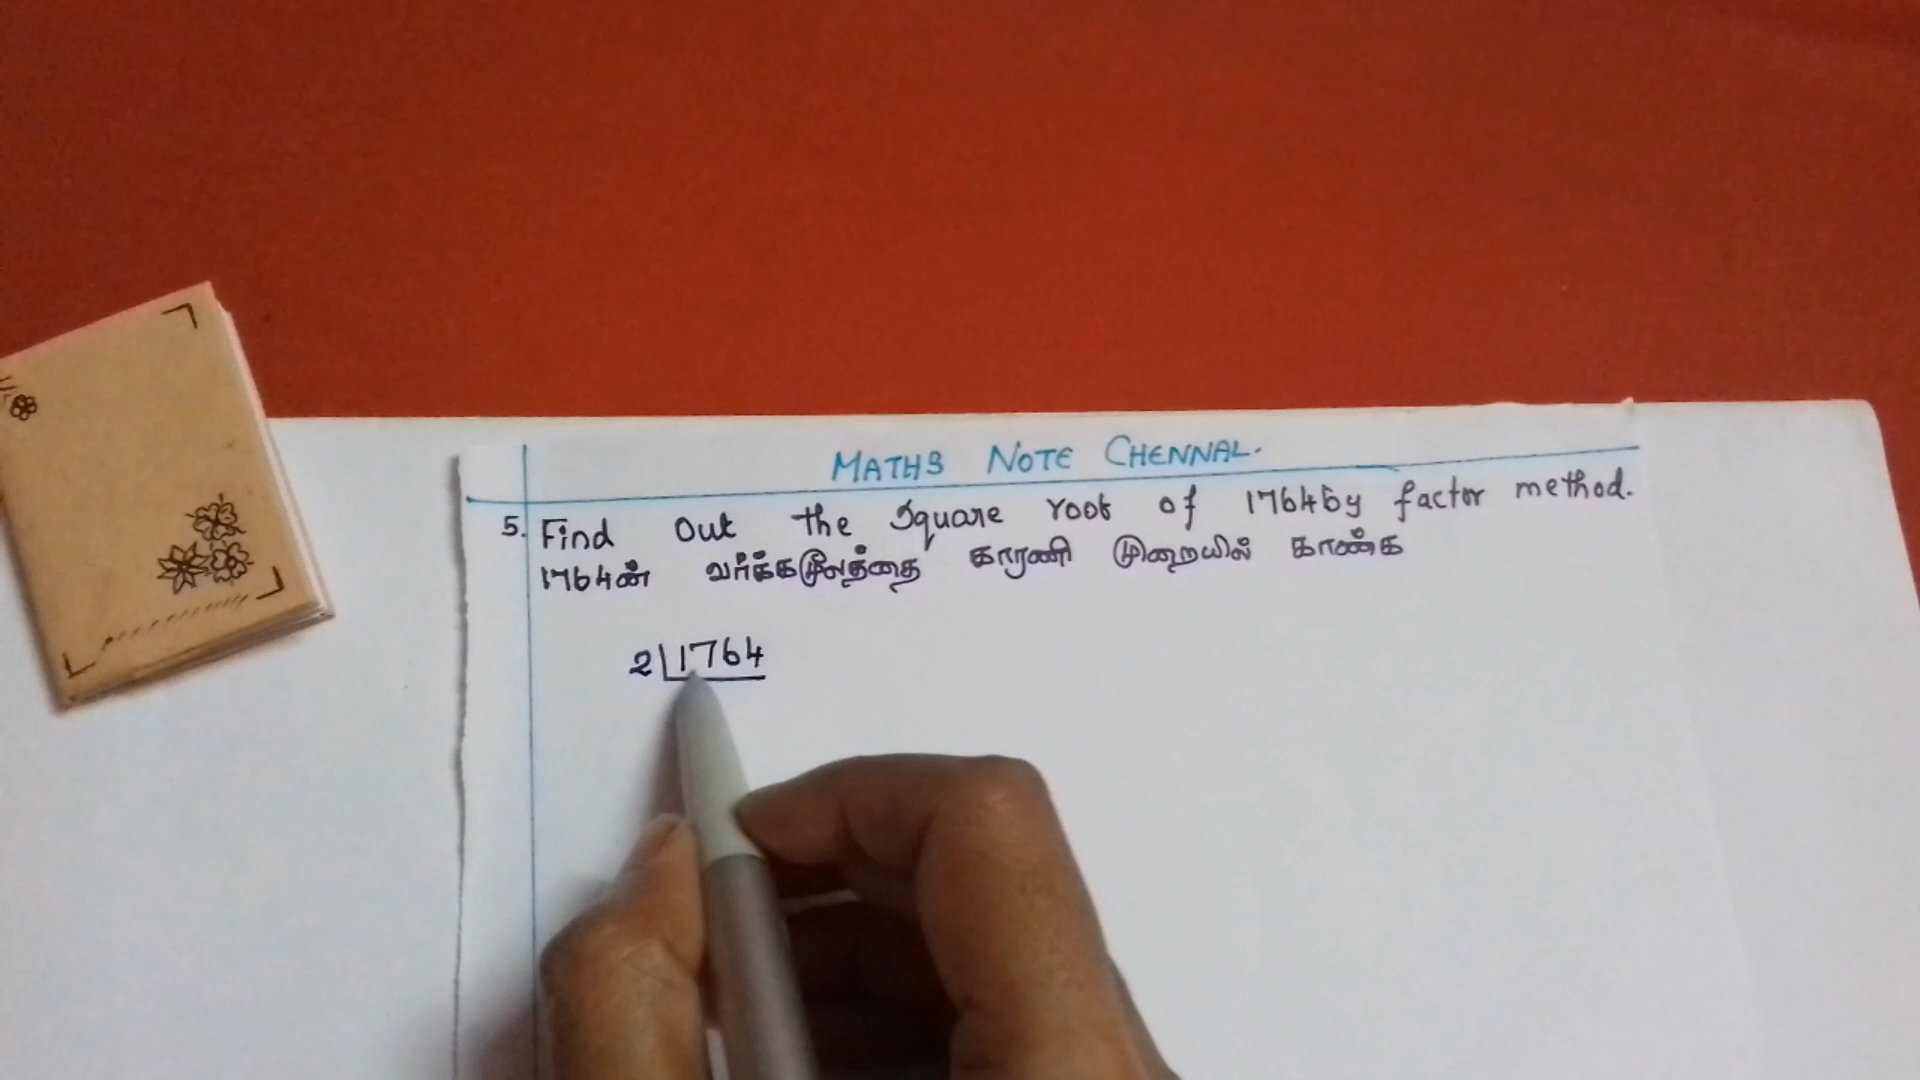 MATHS NOTE CHENNAL.
5. Find out the square root of 1764 by factor method.
1764ன் வர்க்கமூலத்தை காரணி முறையில் காண்க
2 1764